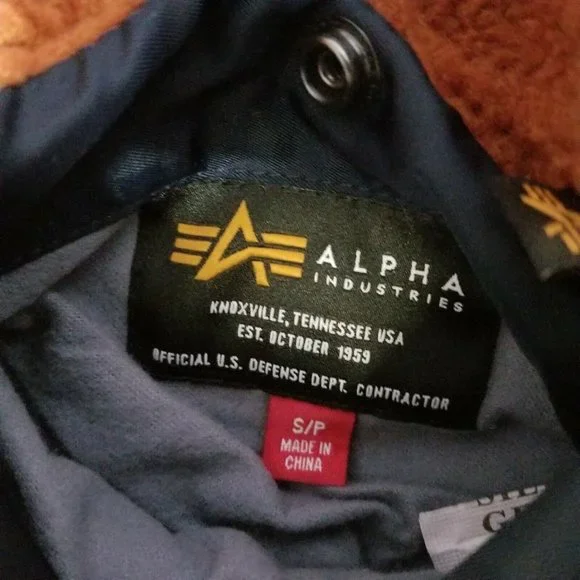 ALPHA
INDUSTRIES
KNOXVILLE, TENNESSEE USA
EST. OCTOBER 1959
OFFICIAL U.S. DEFENSE DEPT. CONTRACTOR
S/P
MADE IN
CHINA